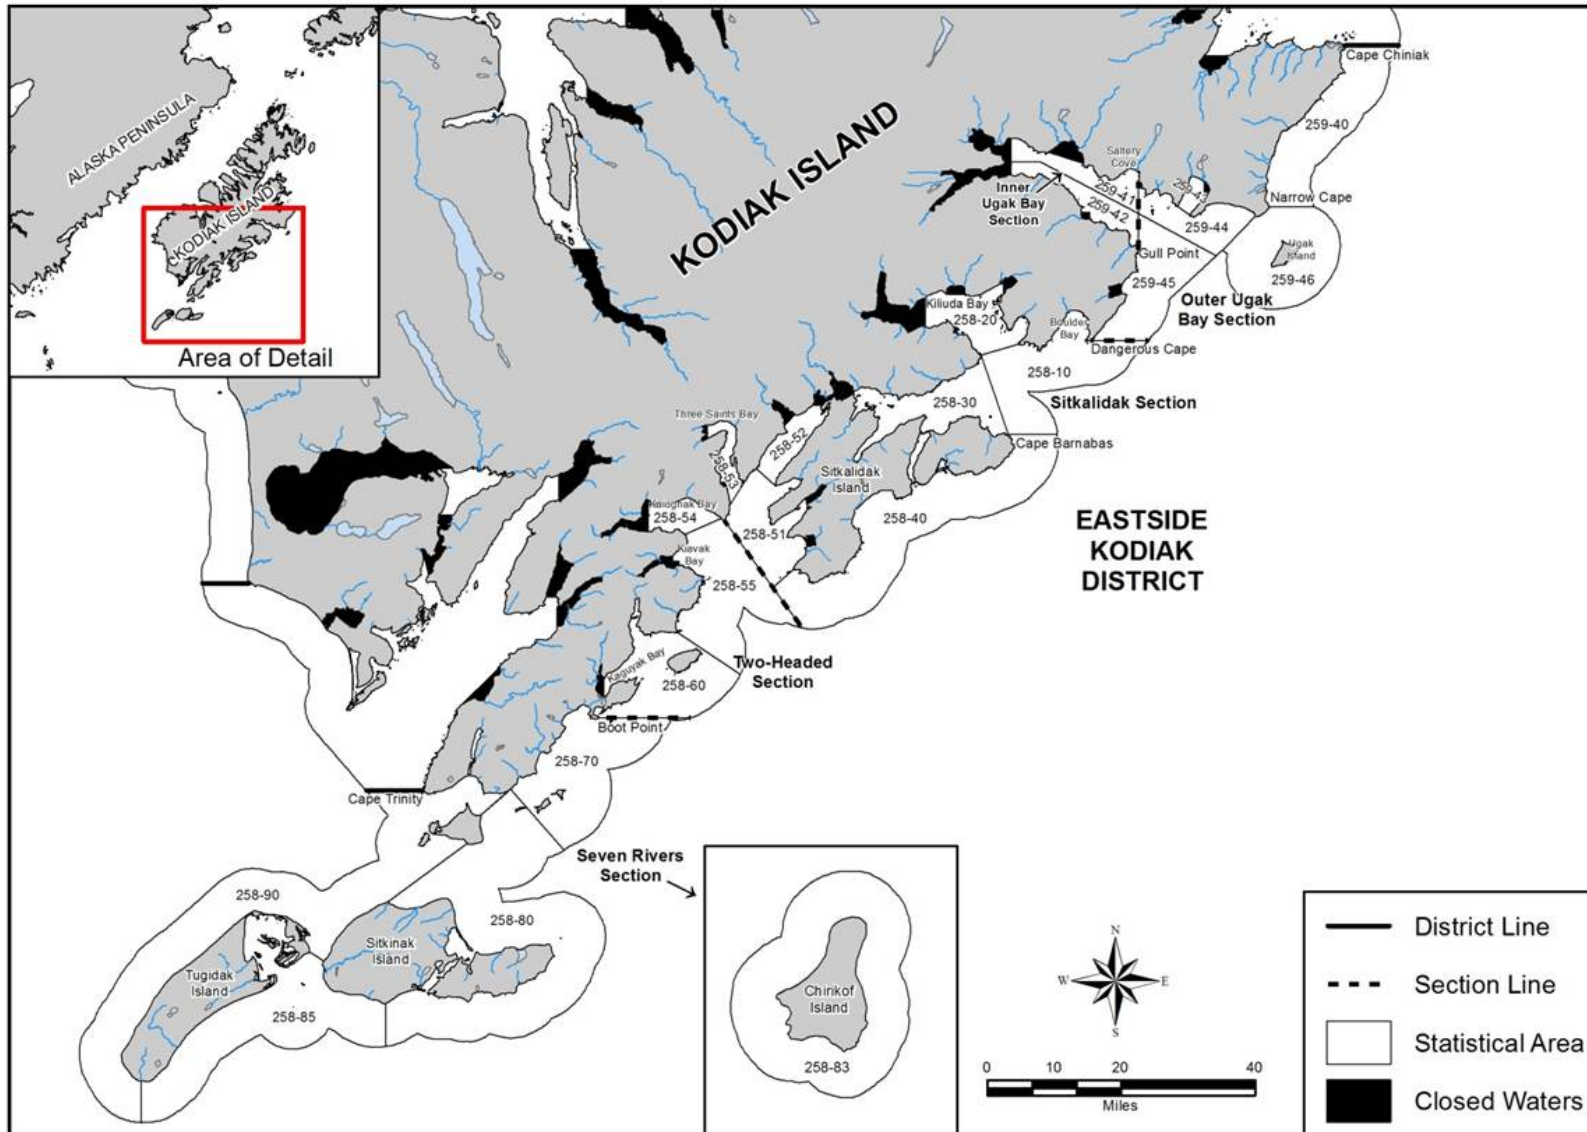 ALASKA PENINSULA
KODIAK ISLAND
Area of Detail
KODIAK ISLAND
Cape Chiniak
259-40
Saltery
Cove
Inner
Ugak Bay
Section
259-41
259-42
259-43
Narrow Cape
259-44
Ugak
Island
Gull Point
259-45
259-46
Outer Ugak
Bay Section
Kiliuda Bay
258-20
Boulder
Bay
Dangerous Cape
258-10
Sitkalidak Section
258-30
Three Saints Bay
258-52
Cape Barnabas
258-53
Sitkalidak
Island
Kaiugnak Bay
258-54
258-40
258-51
EASTSIDE
KODIAK
DISTRICT
Kiavak
Bay
258-55
Two-Headed
Section
Kaguyak Bay
258-60
Boot Point
258-70
Cape Trinity
Seven Rivers
Section
258-90
258-80
Sitkinak
Island
Tugidak
Island
258-85
Chirikof
Island
258-83
N
W
E
S
0 10 20 40
Miles
District Line
Section Line
Statistical Area
Closed Waters